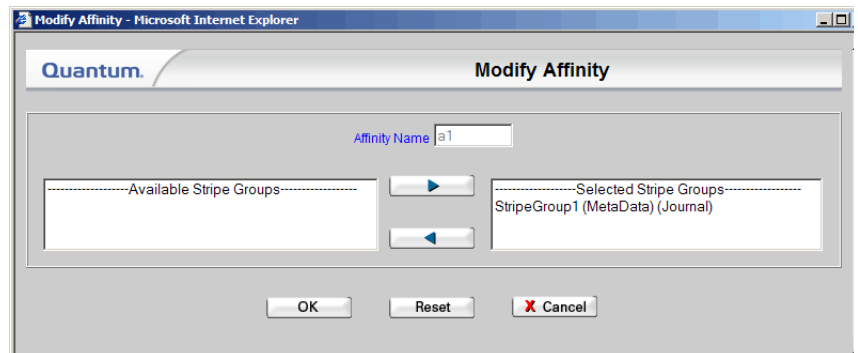 Modify Affinity - Microsoft Internet Explorer
Quantum.
Modify Affinity
Affinity Name a1
-------------------Available Stripe Groups------------------
-------------------Selected Stripe Groups------------------
StripeGroup1 (MetaData) (Journal)
OK
Reset
X Cancel